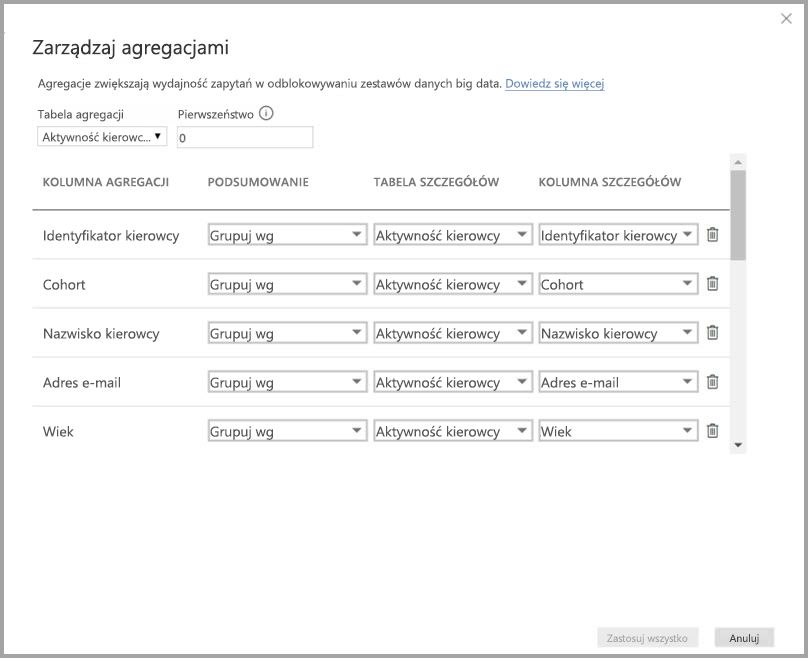 Zarządzaj agregacjami
Agregacje zwiększają wydajność zapytań w odblokowywaniu zestawów danych big data. Dowiedz się więcej
Tabela agregacji Pierwszeństwo
Aktywność kierowc... 0
KOLUMNA AGREGACJI PODSUMOWANIE TABELA SZCZEGÓŁÓW KOLUMNA SZCZEGÓŁÓW
Identyfikator kierowcy Grupuj wg Aktywność kierowcy Identyfikator kierowcy
Cohort Grupuj wg Aktywność kierowcy Cohort
Nazwisko kierowcy Grupuj wg Aktywność kierowcy Nazwisko kierowcy
Adres e-mail Grupuj wg Aktywność kierowcy Adres e-mail
Wiek Grupuj wg Aktywność kierowcy Wiek
Zastosuj wszystko Anuluj